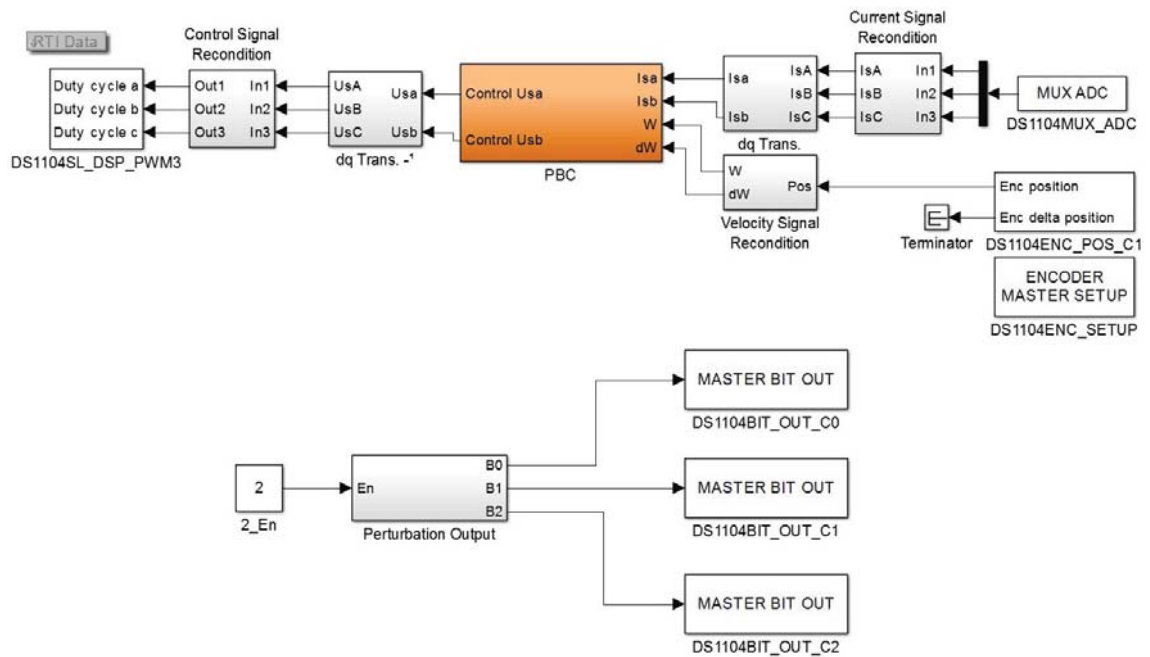 RTI Data
Control Signal
Recondition
Duty cycle a
Duty cycle b
Duty cycle c
DS1104SL_DSP_PWM3
Out1 In1
Out2 In2
Out3 In3
UsA
UsB
UsC
Usa
Usb
dq Trans. -¹
Control Usa
Control Usb
Isa
Isb
W
dW
PBC
Isa
Isb
IsA
IsB
IsC
dq Trans.
Current Signal
Recondition
IsA In1
IsB In2
IsC In3
MUX ADC
DS1104MUX_ADC
W
dW
Pos
Velocity Signal
Recondition
Enc position
Enc delta position
DS1104ENC_POS_C1
Terminator
ENCODER
MASTER SETUP
DS1104ENC_SETUP
2
2_En
En
B0
B1
B2
Perturbation Output
MASTER BIT OUT
DS1104BIT_OUT_C0
MASTER BIT OUT
DS1104BIT_OUT_C1
MASTER BIT OUT
DS1104BIT_OUT_C2